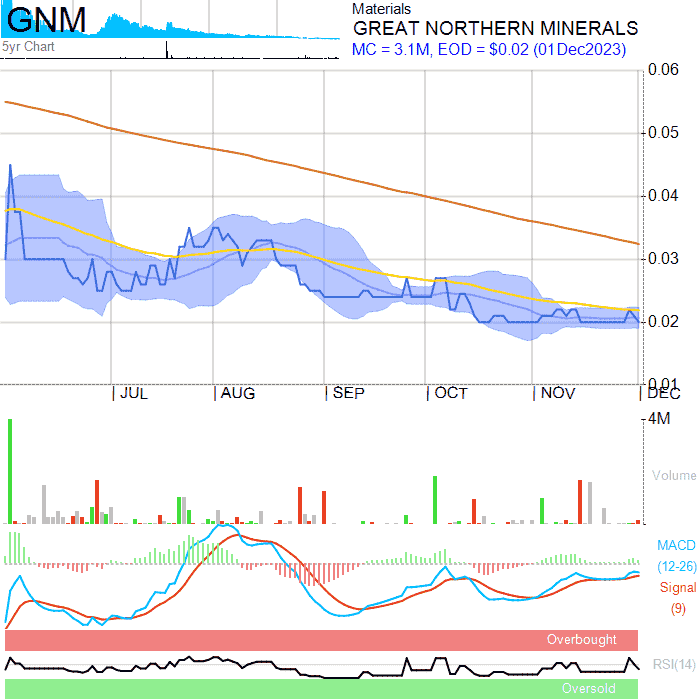 GNM
5yr Chart
Materials
GREAT NORTHERN MINERALS
MC = 3.1M, EOD = $0.02 (01Dec2023)
0.06
0.05
0.04
0.03
0.02
0.01
JUL AUG SEP OCT NOV DEC
4M
Volume
MACD
(12-26)
Signal
(9)
Overbought
RSI(14)
Oversold